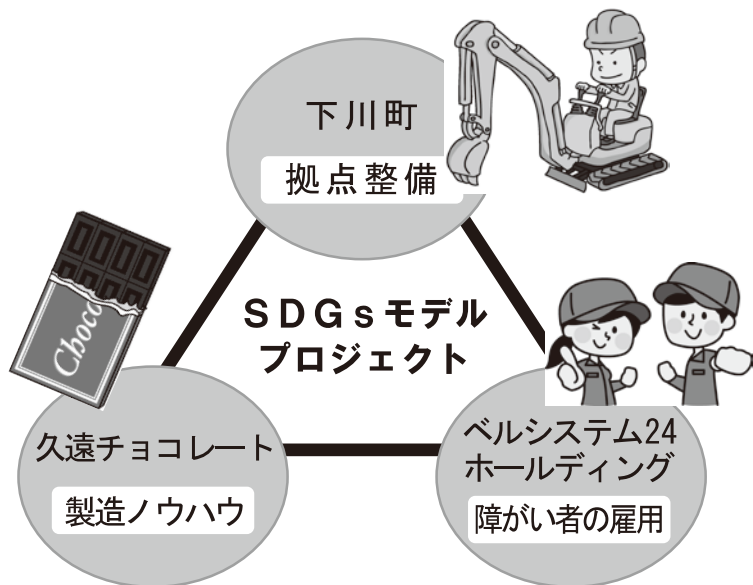 下川町
拠点整備
SDGsモデル
プロジェクト
Choco
久遠チョコレート
製造ノウハウ
ベルシステム24
ホールディング
障がい者の雇用